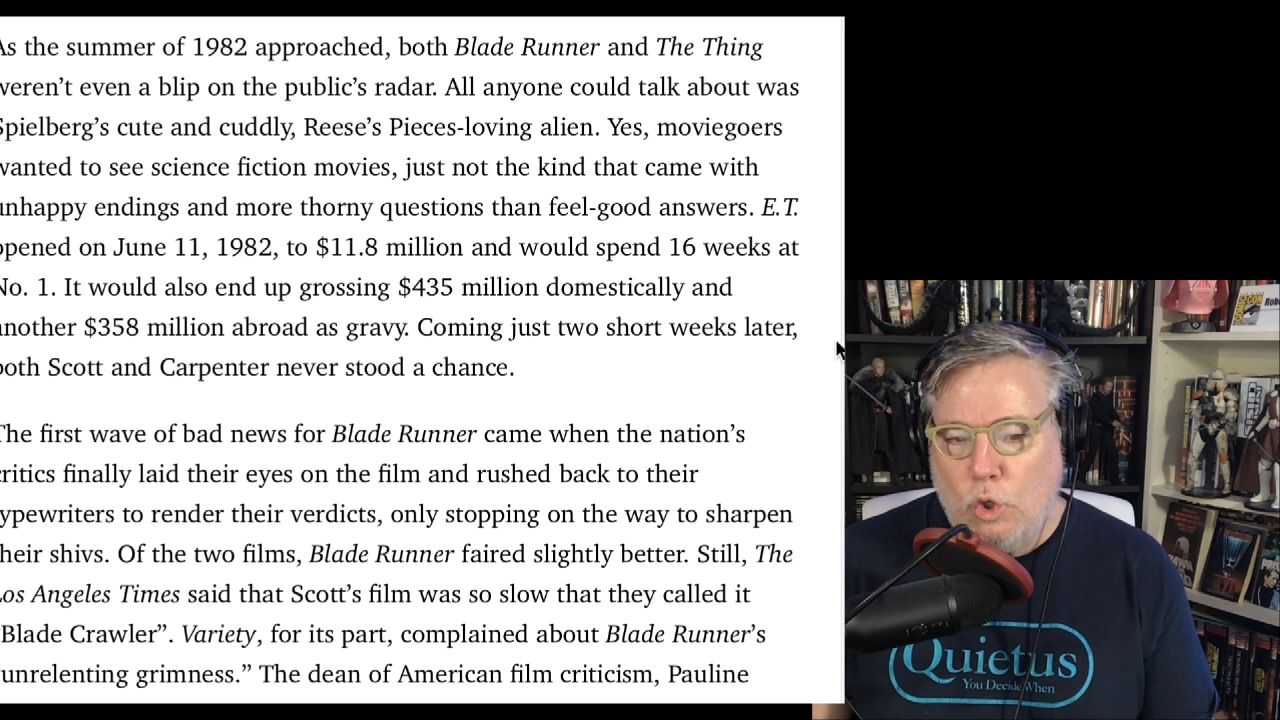 As the summer of 1982 approached, both Blade Runner and The Thing
weren’t even a blip on the public’s radar. All anyone could talk about was
Spielberg’s cute and cuddly, Reese’s Pieces-loving alien. Yes, moviegoers
wanted to see science fiction movies, just not the kind that came with
unhappy endings and more thorny questions than feel-good answers. E.T.
opened on June 11, 1982, to $11.8 million and would spend 16 weeks at
No. 1. It would also end up grossing $435 million domestically and
another $358 million abroad as gravy. Coming just two short weeks later,
both Scott and Carpenter never stood a chance.
The first wave of bad news for Blade Runner came when the nation’s
critics finally laid their eyes on the film and rushed back to their
typewriters to render their verdicts, only stopping on the way to sharpen
their shivs. Of the two films, Blade Runner faired slightly better. Still, The
Los Angeles Times said that Scott’s film was so slow that they called it
“Blade Crawler”. Variety, for its part, complained about Blade Runner’s
“unrelenting grimness.” The dean of American film criticism, Pauline
Quietus
You Decide When